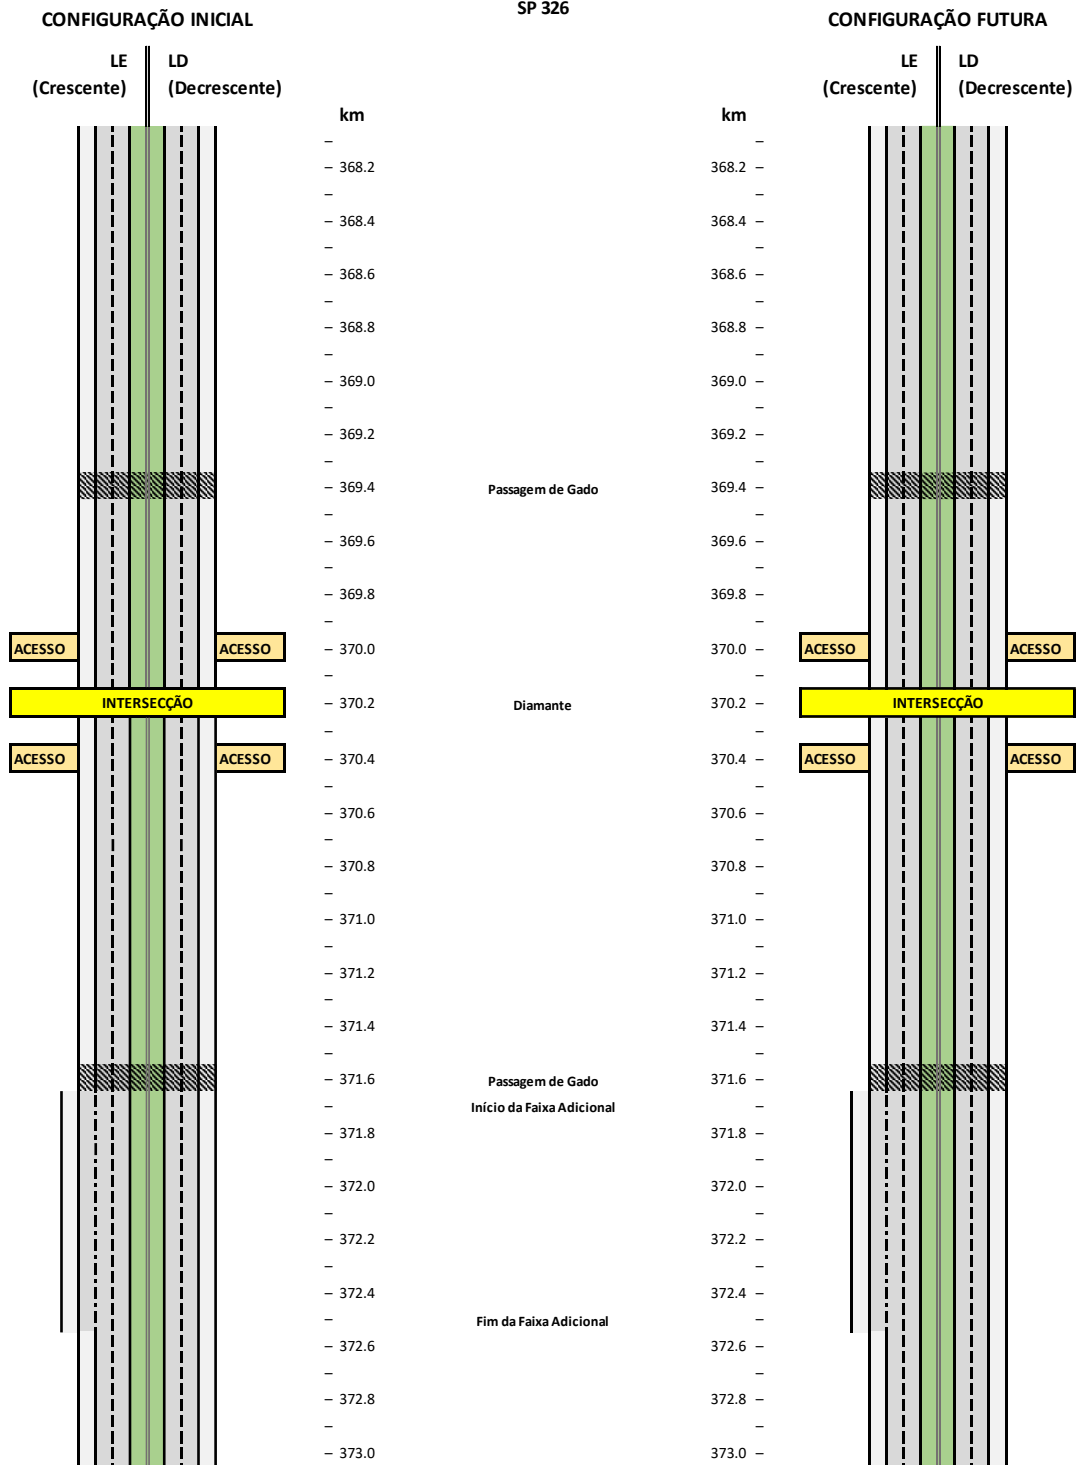 SP 326
CONFIGURAÇÃO INICIAL CONFIGURAÇÃO FUTURA
LE LD LE LD
(Crescente) (Decrescente) (Crescente) (Decrescente)
km km
368.2 368.2
368.4 368.4
368.6 368.6
368.8 368.8
369.0 369.0
369.2 369.2
369.4 Passagem de Gado 369.4
369.6 369.6
369.8 369.8
ACESSO ACESSO 370.0 370.0 ACESSO ACESSO
INTERSECÇÃO 370.2 Diamante 370.2 INTERSECÇÃO
ACESSO ACESSO 370.4 370.4 ACESSO ACESSO
370.6 370.6
370.8 370.8
371.0 371.0
371.2 371.2
371.4 371.4
371.6 Passagem de Gado 371.6
Início da Faixa Adicional
371.8 371.8
372.0 372.0
372.2 372.2
372.4 372.4
Fim da Faixa Adicional
372.6 372.6
372.8 372.8
373.0 373.0